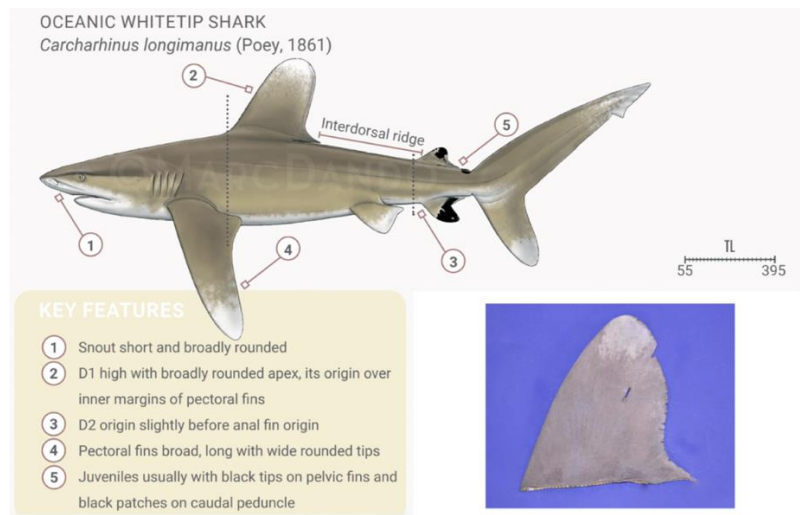 OCEANIC WHITETIP SHARK
Carcharhinus longimanus (Poey, 1861)
2
Interdorsal ridge
5
©MARC DANDO
1
4
3
TL
55 395
KEY FEATURES
1 Snout short and broadly rounded
2 D1 high with broadly rounded apex, its origin over
inner margins of pectoral fins
3 D2 origin slightly before anal fin origin
4 Pectoral fins broad, long with wide rounded tips
5 Juveniles usually with black tips on pelvic fins and
black patches on caudal peduncle